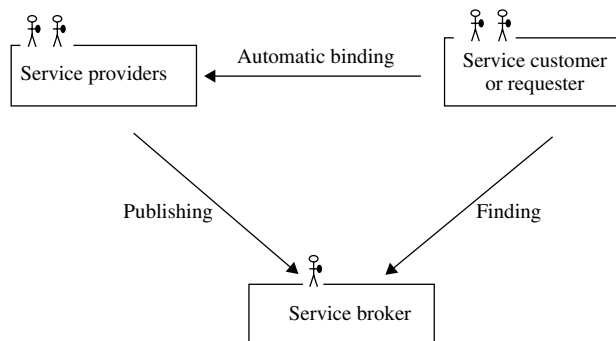 Automatic binding
Service providers
Service customer
or requester
Publishing
Finding
Service broker